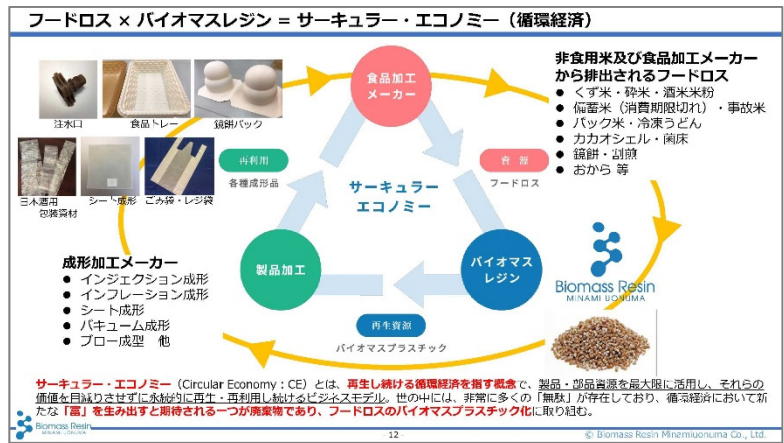 フードロス × バイオマスレジン = サーキュラー・エコノミー（循環経済）
注水口
食品トレー
鏡餅パック
日本酒用
包装資材
シート成形
ごみ袋・レジ袋
食品加工
メーカー
再利用
各種成形品
資 源
フードロス
サーキュラー
エコノミー
製品加工
バイオマス
レジン
再生資源
バイオマスプラスチック
非食用米及び食品加工メーカー
から排出されるフードロス
● くず米・砕米・酒米米粉
● 備蓄米（消費期限切れ）・事故米
● パック米・冷凍うどん
● カカオシェル・菌床
● 鏡餅・割煎
● おから 等
Biomass Resin
MINAMI UONUMA
成形加工メーカー
● インジェクション成形
● インフレーション成形
● シート成形
● バキューム成形
● ブロー成型 他
サーキュラー・エコノミー（Circular Economy：CE）とは、再生し続ける循環経済を指す概念で、製品・部品資源を最大限に活用し、それらの
価値を目減りさせずに永続的に再生・再利用し続けるビジネスモデル。世の中には、非常に多くの「無駄」が存在しており、循環経済において新
たな「富」を生み出すと期待される一つが廃棄物であり、フードロスのバイオマスプラスチック化に取り組む。
Biomass Resin
MINAMI UONUMA
- 12 -
© Biomass Resin Minemiuonuma Co., Ltd.